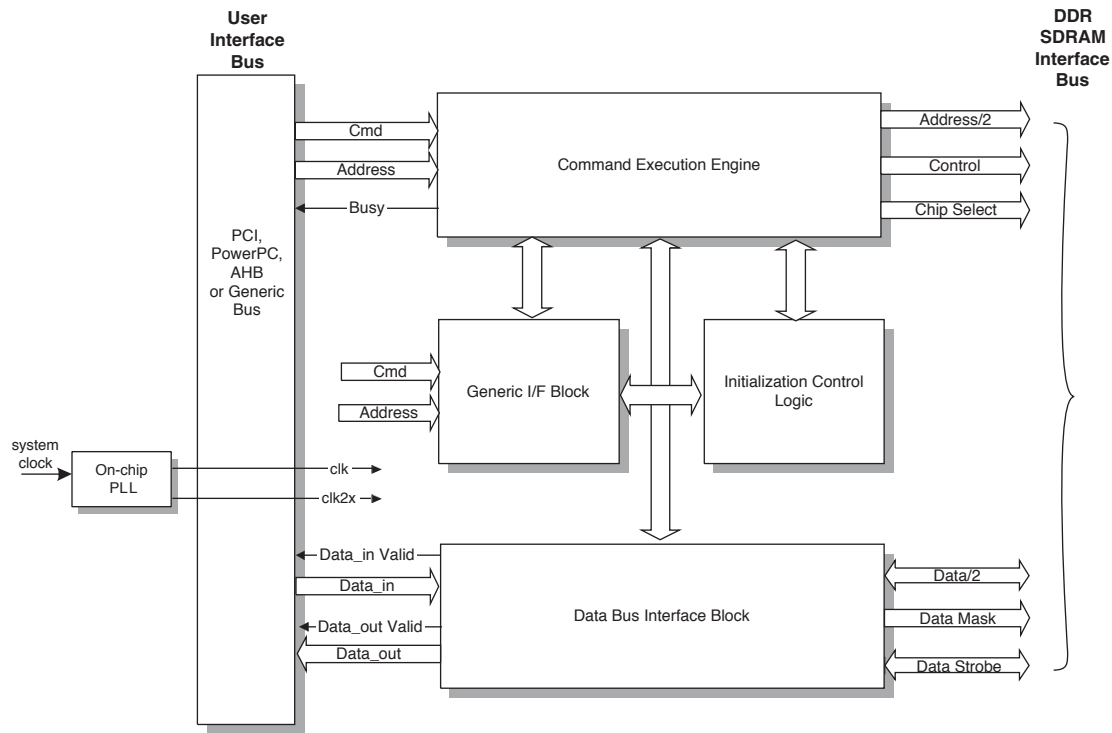 User
Interface
Bus
DDR
SDRAM
Interface
Bus
Cmd
Address
Busy
Command Execution Engine
Address/2
Control
Chip Select
PCI,
PowerPC,
AHB
or Generic
Bus
Cmd
Address
Generic I/F Block
Initialization Control
Logic
system
clock
On-chip
PLL
clk
clk2x
Data_in Valid
Data_in
Data_out Valid
Data_out
Data Bus Interface Block
Data/2
Data Mask
Data Strobe